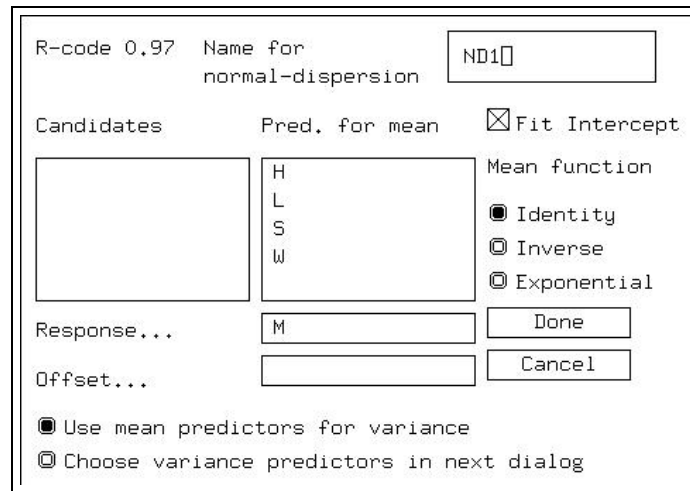 R-code 0.97 Name for normal-dispersion
ND1
Candidates
Pred. for mean
Fit Intercept
H
L
S
W
Mean function
Identity
Inverse
Exponential
Response...
M
Done
Offset...
Cancel
Use mean predictors for variance
Choose variance predictors in next dialog